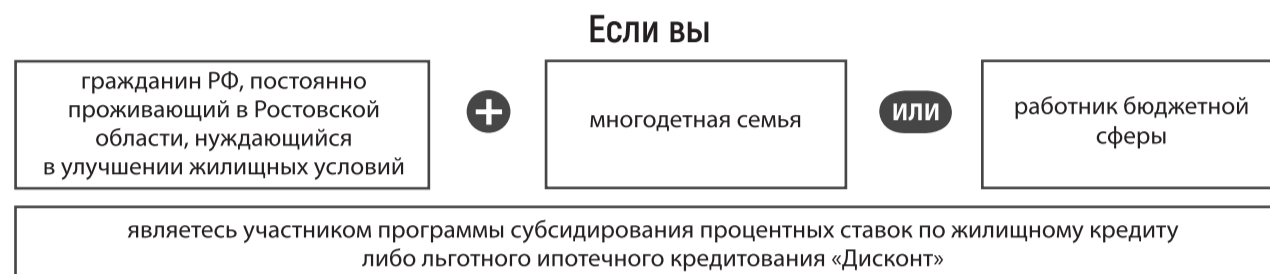 Если вы
гражданин РФ, постоянно
проживающий в Ростовской
области, нуждающийся
в улучшении жилищных условий
+
многодетная семья
или
работник бюджетной
сферы
являетесь участником программы субсидирования процентных ставок по жилищному кредиту
либо льготного ипотечного кредитования «Дисконт»